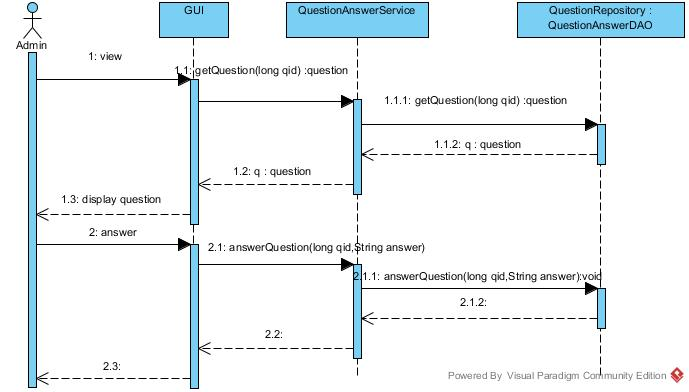 GUI
QuestionAnswerService
QuestionRepository :
QuestionAnswerDAO
Admin
1: view
1.1: getQuestion(long qid) :question
1.1.1: getQuestion(long qid) :question
1.1.2: q : question
1.2: q : question
1.3: display question
2: answer
2.1: answerQuestion(long qid,String answer)
2.1.1: answerQuestion(long qid,String answer):void
2.1.2:
2.2:
2.3:
Powered By Visual Paradigm Community Edition